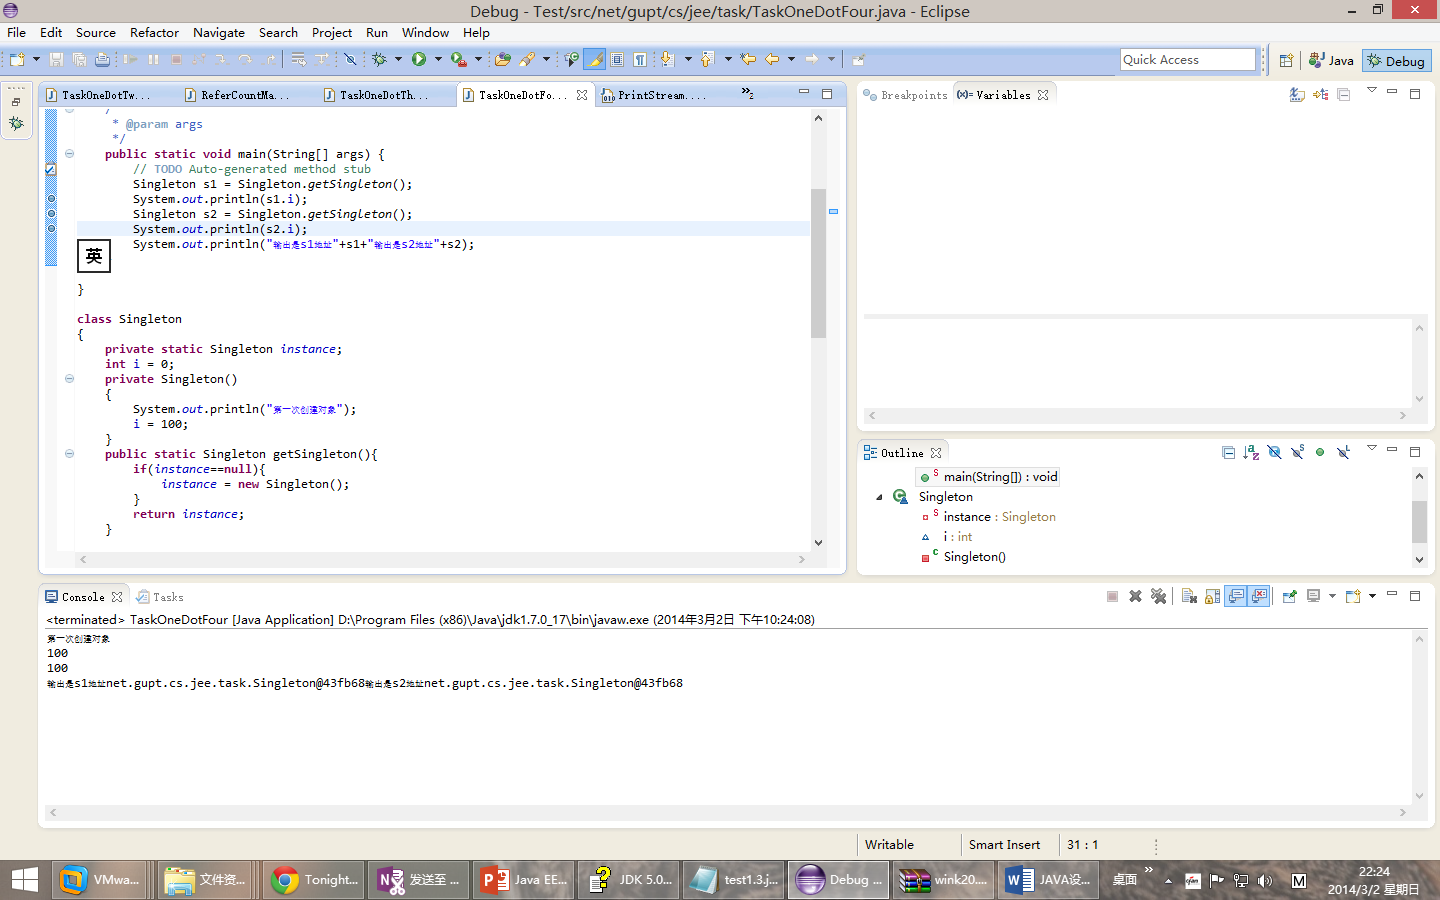 Debug - Test/src/net/gupt/cs/jee/task/TaskOneDotFour.java - Eclipse
File Edit Source Refactor Navigate Search Project Run Window Help
Quick Access
Java
Debug
TaskOneDotTw...
ReferCountMa...
TaskOneDotTh...
TaskOneDotFo...
PrintStream....
»2
Breakpoints
(x)= Variables
* @param args
*/
public static void main(String[] args) {
// TODO Auto-generated method stub
Singleton s1 = Singleton.getSingleton();
System.out.println(s1.i);
Singleton s2 = Singleton.getSingleton();
System.out.println(s2.i);
System.out.println("输出是s1地址"+s1+"输出是s2地址"+s2);
英
}
class Singleton
{
private static Singleton instance;
int i = 0;
private Singleton()
{
System.out.println("第一次创建对象");
i = 100;
}
public static Singleton getSingleton(){
if(instance==null){
instance = new Singleton();
}
return instance;
}
Outline
main(String[]) : void
Singleton
instance : Singleton
i : int
Singleton()
Console
Tasks
<terminated> TaskOneDotFour [Java Application] D:\Program Files (x86)\Java\jdk1.7.0_17\bin\javaw.exe (2014年3月2日 下午10:24:08)
第一次创建对象
100
100
输出是s1地址net.gupt.cs.jee.task.Singleton@43fb68输出是s2地址net.gupt.cs.jee.task.Singleton@43fb68
Writable
Smart Insert
31 : 1
VMwa...
文件资...
Tonight...
发送至 ...
Java EE...
JDK 5.0...
test1.3.j...
Debug ...
wink20....
JAVA设...
桌面
M
22:24
2014/3/2 星期日